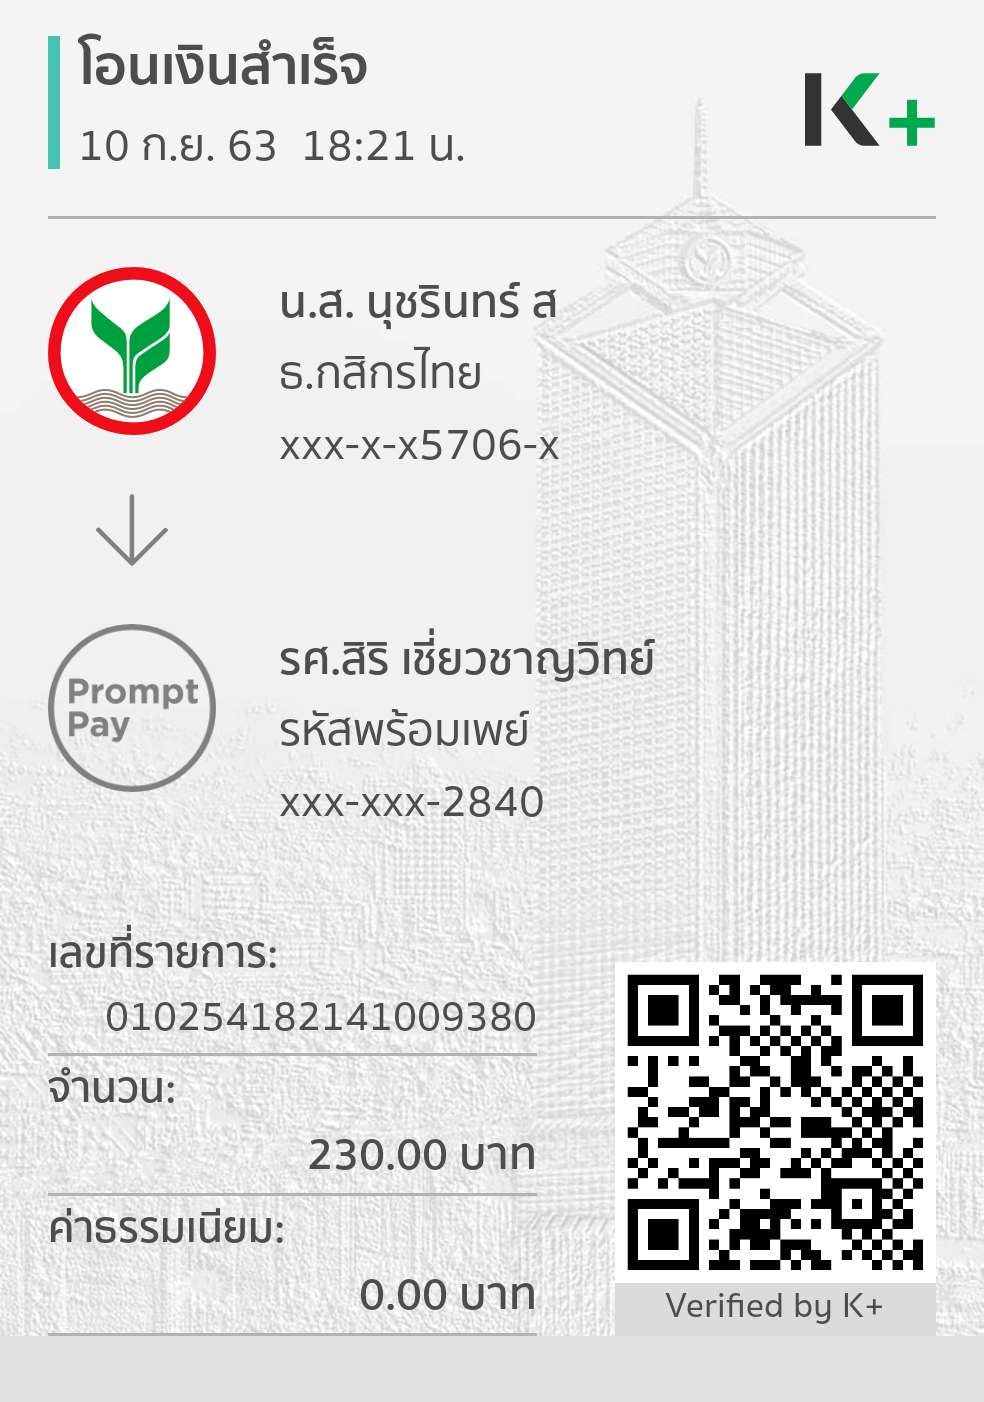 โอนเงินสำเร็จ
10 ก.ย. 63 18:21 น.
K+
น.ส. นุชรินทร์ ส
ธ.กสิกรไทย
xxx-x-x5706-x
Prompt
Pay
รศ.สิริ เชี่ยวชาญวิทย์
รหัสพร้อมเพย์
xxx-xxx-2840
เลขที่รายการ:
010254182141009380
จำนวน:
230.00 บาท
ค่าธรรมเนียม:
0.00 บาท
Verified by K+